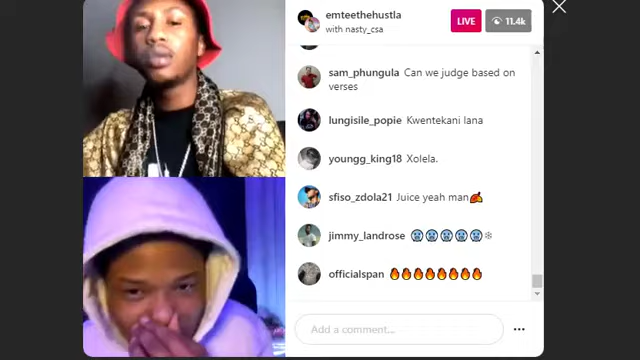 emteethehustla
with nasty_csa
LIVE
11.4k
sam_phungula Can we judge based on
verses
lungisile_popie Kwentekani lana
youngg_king18 Xolela.
sfiso_zdola21 Juice yeah man
jimmy_landrose
officialspan
Add a comment...